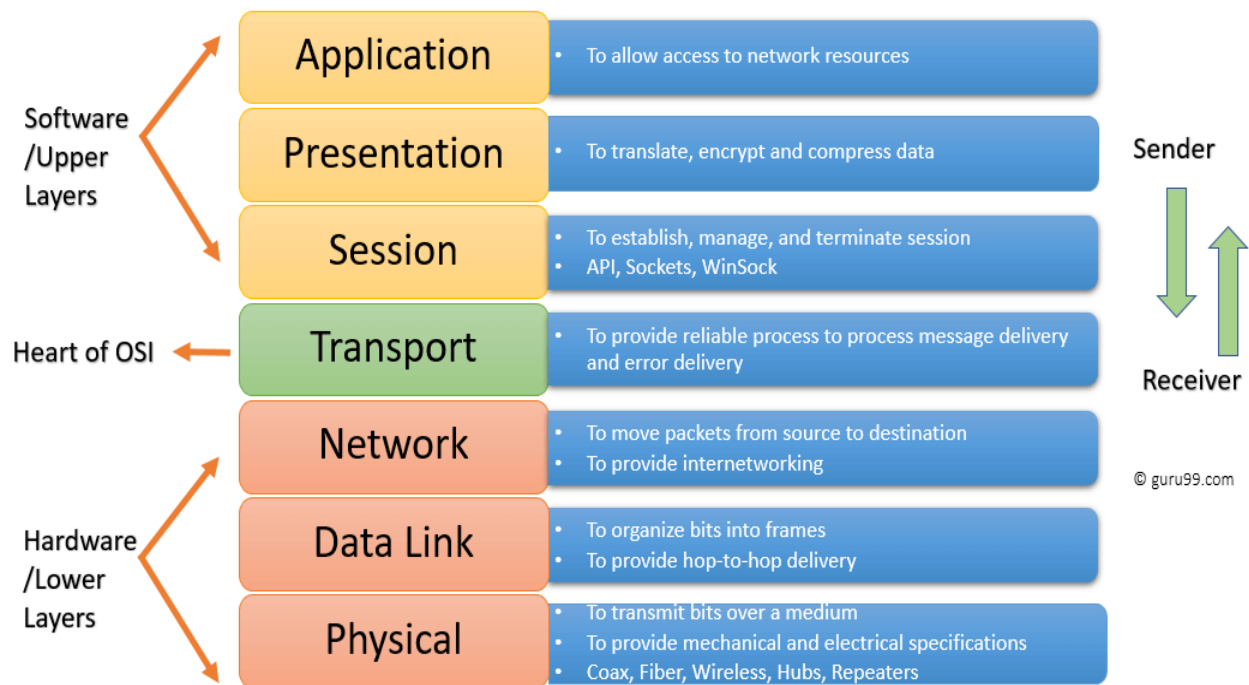 Software
/Upper
Layers
Heart of OSI
Hardware
/Lower
Layers
Application
• To allow access to network resources
Presentation
• To translate, encrypt and compress data
Session
• To establish, manage, and terminate session
• API, Sockets, WinSock
Transport
• To provide reliable process to process message delivery
and error delivery
Network
• To move packets from source to destination
• To provide internetworking
Data Link
• To organize bits into frames
• To provide hop-to-hop delivery
Physical
• To transmit bits over a medium
• To provide mechanical and electrical specifications
• Coax, Fiber, Wireless, Hubs, Repeaters
Sender
Receiver
© guru99.com